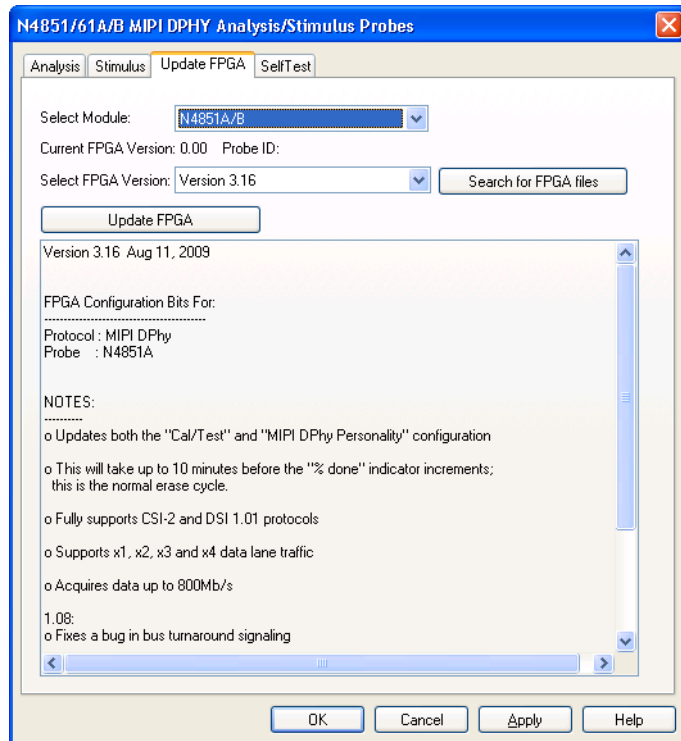 N4851/61A/B MIPI DPHY Analysis/Stimulus Probes
Analysis Stimulus Update FPGA SelfTest
Select Module: N4851A/B
Current FPGA Version: 0.00 Probe ID:
Select FPGA Version: Version 3.16 Search for FPGA files
Update FPGA
Version 3.16 Aug 11, 2009
FPGA Configuration Bits For:
------------------------------------------
Protocol : MIPI DPhy
Probe : N4851A
NOTES:
----------
o Updates both the "Cal/Test" and "MIPI DPhy Personality" configuration
o This will take up to 10 minutes before the "% done" indicator increments;
this is the normal erase cycle.
o Fully supports CSI-2 and DSI 1.01 protocols
o Supports x1, x2, x3 and x4 data lane traffic
o Acquires data up to 800Mb/s
1.08:
o Fixes a bug in bus turnaround signaling
OK Cancel Apply Help